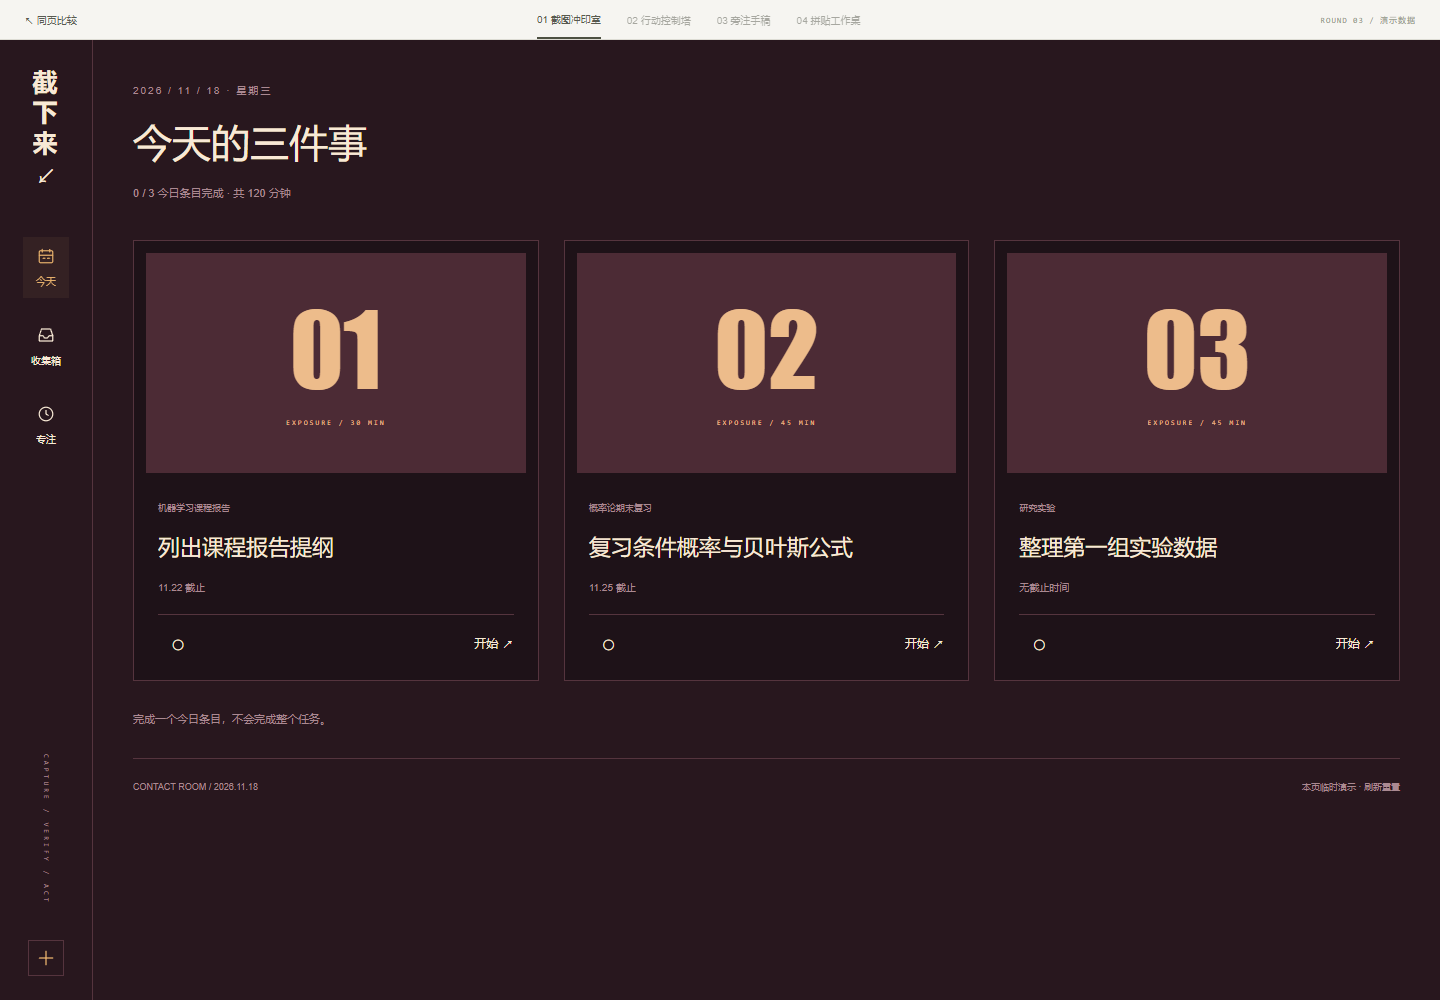 ↖ 同页比较
01 截图冲印室
02 行动控制塔
03 旁注手稿
04 拼贴工作桌
ROUND 03 / 演示数据
截下来↙
今天
收集箱
专注
CAPTURE / VERIFY / ACT
2026 / 11 / 18 · 星期三
今天的三件事
0 / 3 今日条目完成 · 共 120 分钟
01
EXPOSURE / 30 MIN
机器学习课程报告
列出课程报告提纲
11.22 截止
开始 ↗
02
EXPOSURE / 45 MIN
概率论期末复习
复习条件概率与贝叶斯公式
11.25 截止
开始 ↗
03
EXPOSURE / 45 MIN
研究实验
整理第一组实验数据
无截止时间
开始 ↗
完成一个今日条目，不会完成整个任务。
CONTACT ROOM / 2026.11.18
本页临时演示 · 刷新重置